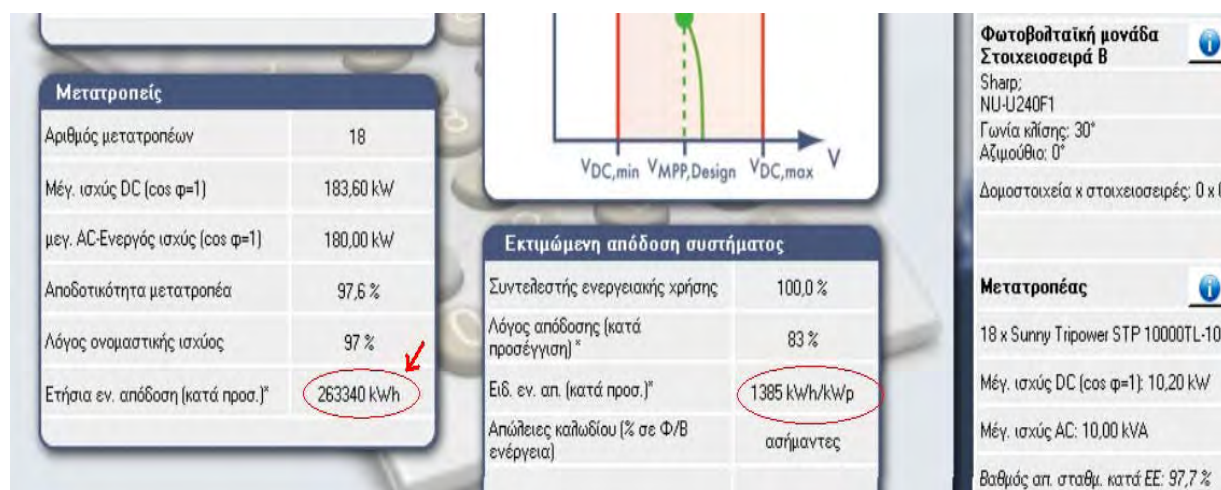 Μετατροπείς
Αριθμός μετατροπέων 18
Μέγ. ισχύς DC (cos φ=1) 183,60 kW
μεγ. AC-Ενεργός ισχύς (cos φ=1) 180,00 kW
Αποδοτικότητα μετατροπέα 97,6 %
Λόγος ονομαστικής ισχύος 97 %
Ετήσια εν. απόδοση (κατά προσ.)* 263340 kWh
VDC,min VMPP,Design VDC,max V
Εκτιμώμενη απόδοση συστήματος
Συντελεστής ενεργειακής χρήσης 100,0 %
Λόγος απόδοσης (κατά
προσέγγιση) * 83 %
Ειδ. εν. απ. (κατά προσ.)* 1385 kWh/kWp
Απώλειες καλωδίου (% σε Φ/Β
ενέργεια) ασήμαντες
Φωτοβολταϊκή μονάδα
Στοιχειοσειρά B
Sharp;
NU-U240F1
Γωνία κλίσης: 30°
Αζιμούθιο: 0°
Δομοστοιχεία x στοιχειοσειρές: 0 x
Μετατροπέας
18 x Sunny Tripower STP 10000TL-10
Μέγ. ισχύς DC (cos φ=1): 10,20 kW
Μέγ. ισχύς AC: 10,00 kVA
Βαθμός απ. σταθμ. κατά ΕΕ: 97,7 %